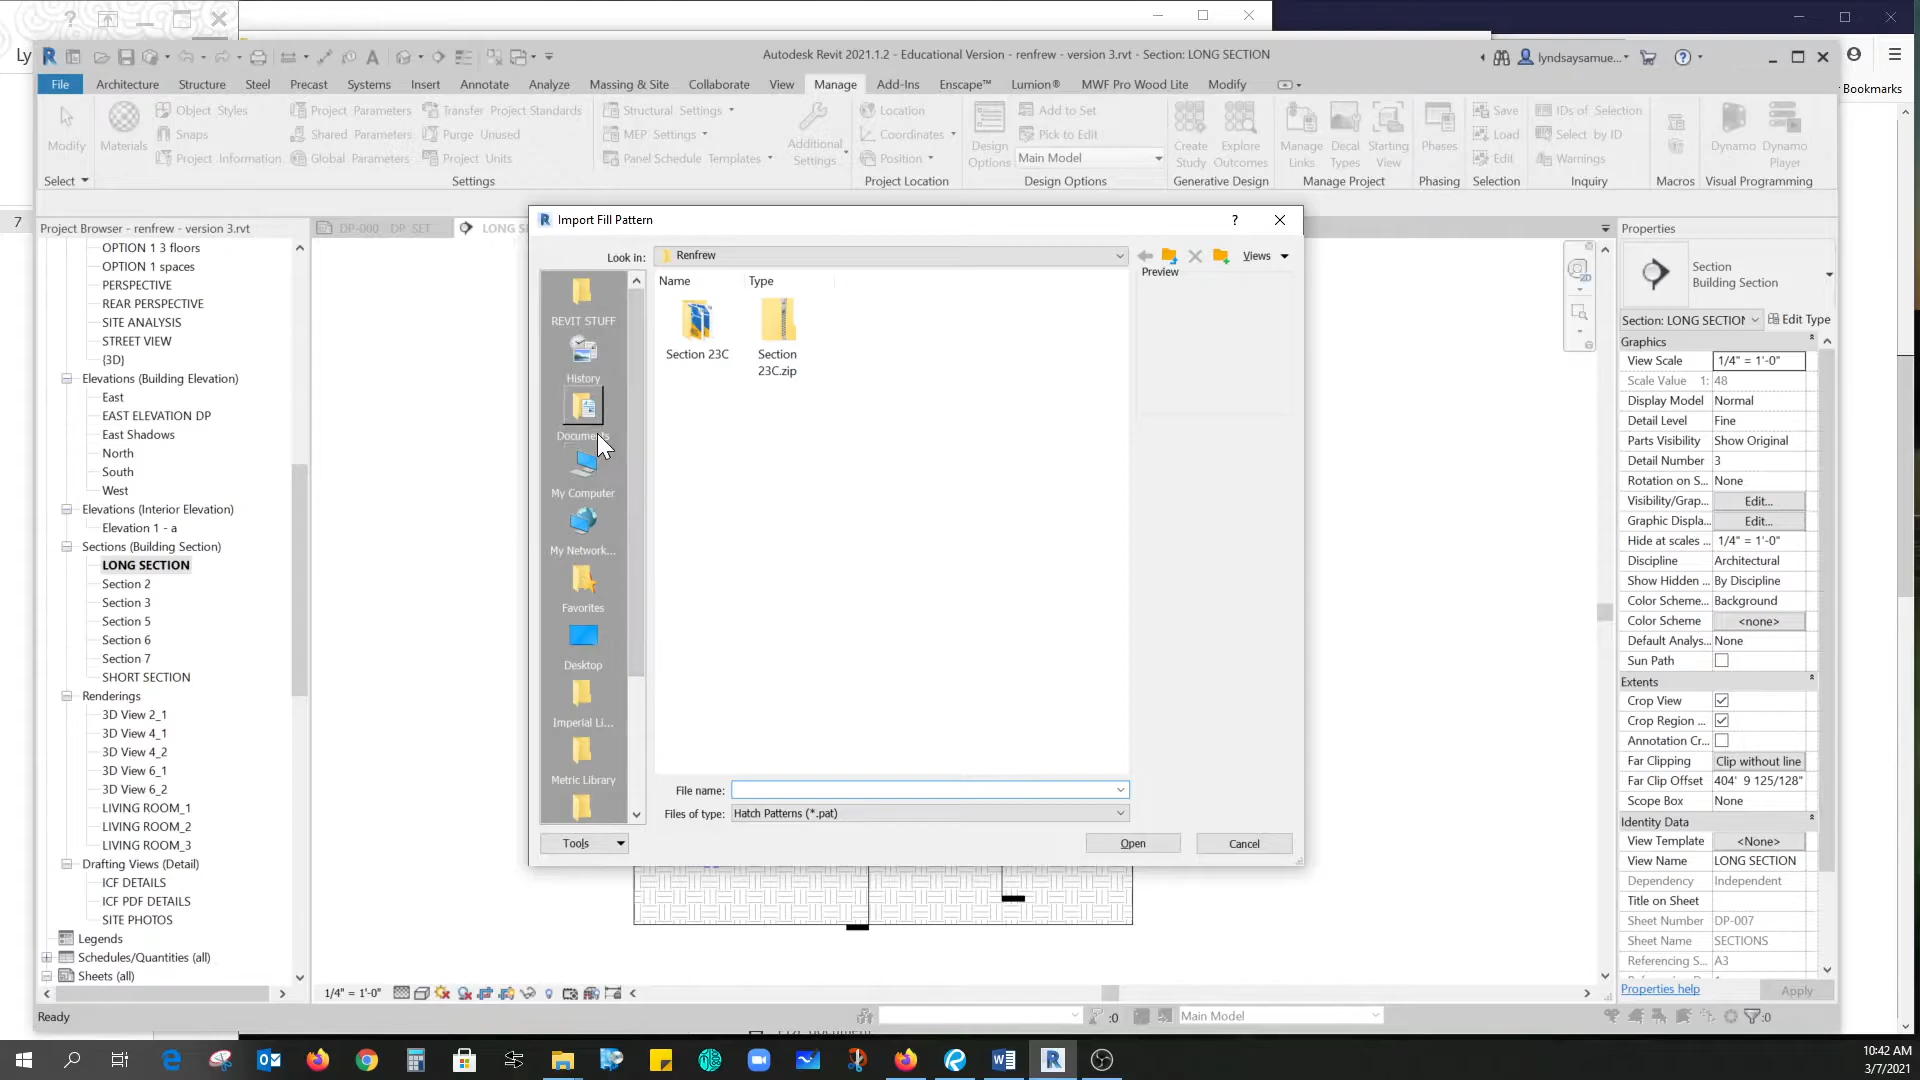 Ly
Autodesk Revit 2021.1.2 - Educational Version - renfrew - version 3.rvt - Section: LONG SECTION
lyndsaysamue...
Bookmarks
File Architecture Structure Steel Precast Systems Insert Annotate Analyze Massing & Site Collaborate View Manage Add-Ins Enscape™ Lumion® MWF Pro Wood Lite Modify
Modify
Materials
Object Styles
Snaps
Project Information
Project Parameters
Shared Parameters
Global Parameters
Transfer Project Standards
Purge Unused
Project Units
Structural Settings
MEP Settings
Panel Schedule Templates
Additional Settings
Location
Coordinates
Position
Design Options
Add to Set
Pick to Edit
Main Model
Create Study
Explore Outcomes
Manage Links
Decal Types
Starting View
Phases
Save
Load
Edit
IDs of Selection
Select by ID
Warnings
Dynamo
Dynamo Player
Select Settings Project Location Design Options Generative Design Manage Project Phasing Selection Inquiry Macros Visual Programming
7
Project Browser - renfrew - version 3.rvt
OPTION 1 3 floors
OPTION 1 spaces
PERSPECTIVE
REAR PERSPECTIVE
SITE ANALYSIS
STREET VIEW
{3D}
Elevations (Building Elevation)
East
EAST ELEVATION DP
East Shadows
North
South
West
Elevations (Interior Elevation)
Elevation 1 - a
Sections (Building Section)
LONG SECTION
Section 2
Section 3
Section 5
Section 6
Section 7
SHORT SECTION
Renderings
3D View 2_1
3D View 4_1
3D View 4_2
3D View 6_1
3D View 6_2
LIVING ROOM_1
LIVING ROOM_2
LIVING ROOM_3
Drafting Views (Detail)
ICF DETAILS
ICF PDF DETAILS
SITE PHOTOS
Legends
Schedules/Quantities (all)
Sheets (all)
DP-000 DP SET
LONG S
Import Fill Pattern
?
Look in: Renfrew
Views
Preview
Name Type
Section 23C
Section 23C.zip
REVIT STUFF
History
Documents
My Computer
My Network...
Favorites
Desktop
Imperial Li...
Metric Library
File name:
Files of type: Hatch Patterns (*.pat)
Tools Open Cancel
Properties
Section
Building Section
Section: LONG SECTION Edit Type
Graphics
View Scale 1/4" = 1'-0"
Scale Value 1: 48
Display Model Normal
Detail Level Fine
Parts Visibility Show Original
Detail Number 3
Rotation on S... None
Visibility/Grap... Edit...
Graphic Displa... Edit...
Hide at scales ... 1/4" = 1'-0"
Discipline Architectural
Show Hidden ... By Discipline
Color Scheme... Background
Color Scheme <none>
Default Analys... None
Sun Path
Extents
Crop View
Crop Region ...
Annotation Cr...
Far Clipping Clip without line
Far Clip Offset 404' 9 125/128"
Scope Box None
Identity Data
View Template <None>
View Name LONG SECTION
Dependency Independent
Title on Sheet
Sheet Number DP-007
Sheet Name SECTIONS
Referencing S... A3
Properties help Apply
1/4" = 1'-0"
Ready
:0
Main Model
:0
10:42 AM
3/7/2021